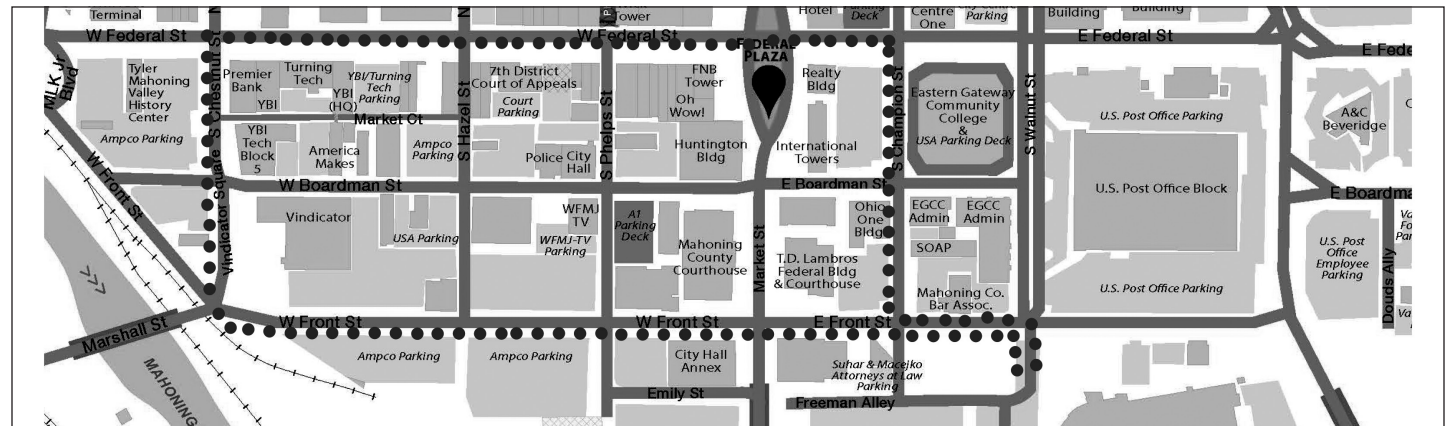 Terminal
P
Tower
Hotel
Parking
Deck
Centre
One
Parking
Building
Building
W Federal St
W Federal St
E Federal St
MLK Jr
Blvd
Tyler
Mahoning
Valley
History
Center
Ampco Parking
S Chestnut St
Premier
Bank
YBI
Turning
Tech
YBI
(HQ)
YBI/Turning
Tech
Parking
Market Ct
YBI
Tech
Block
5
America
Makes
Ampco
Parking
S Hazel St
7th District
Court of Appeals
Court
Parking
Police
City
Hall
S Phelps St
FNB
Tower
Oh
Wow!
Huntington
Bldg
FEDERAL
PLAZA
Realty
Bldg
International
Towers
S Champion St
Eastern Gateway
Community
College
&
USA Parking Deck
S Walnut St
U.S. Post Office Parking
A&C
Beveridge
W Front St
W Boardman St
E Boardman St
E Boardma
U.S. Post Office Block
Vindicator Square
Vindicator
USA Parking
WFMJ
TV
WFMJ-TV
Parking
A1
Parking
Deck
Mahoning
County
Courthouse
Market St
Ohio
One
Bldg
T.D. Lambros
Federal Bldg
& Courthouse
EGCC
Admin
EGCC
Admin
SOAP
Mahoning Co.
Bar Assoc.
U.S. Post Office Parking
U.S. Post
Office
Employee
Parking
Douds Ally
Marshall St
MAHONING
W Front St
W Front St
E Front St
Ampco Parking
Ampco Parking
City Hall
Annex
Suhar & Macejko
Attorneys at Law
Parking
Emily St
Freeman Alley